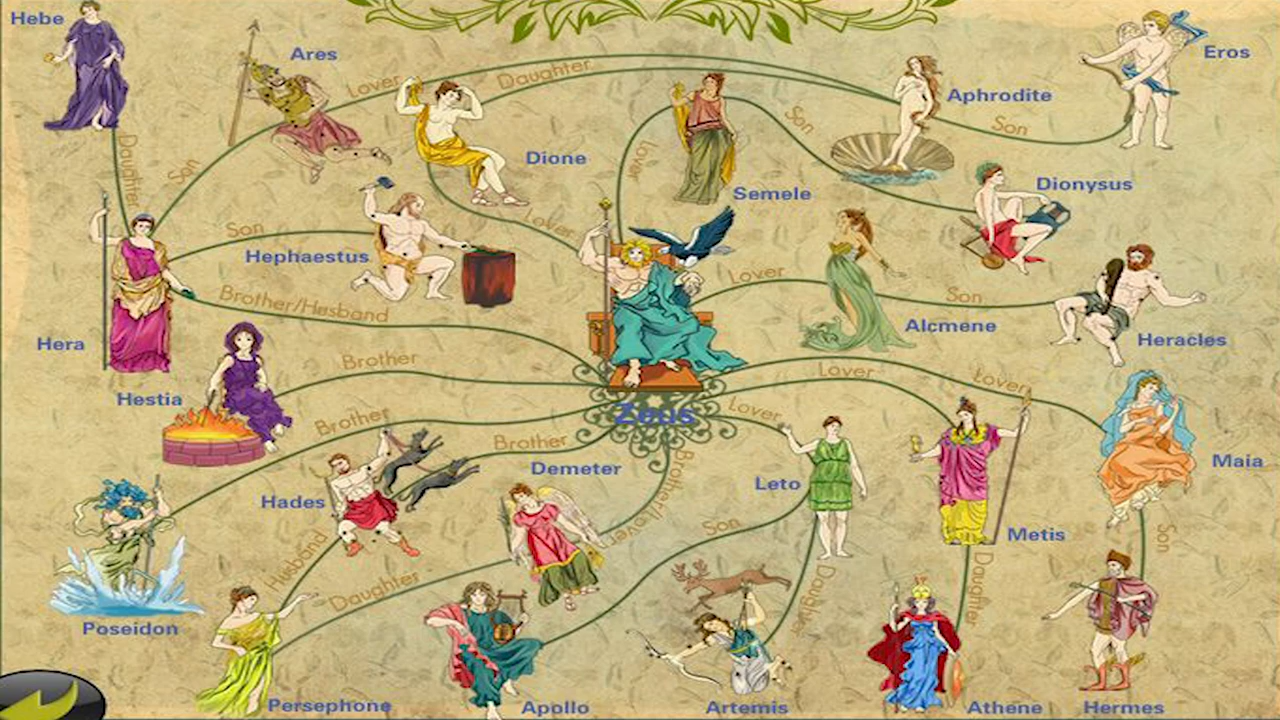 Hebe
Ares
Eros
Lover
Daughter
Aphrodite
Son
Son
Daughter
Son
Dione
Lover
Semele
Dionysus
Son
Hephaestus
Lover
Lover
Son
Brother/Husband
Alcmene
Heracles
Hera
Brother
Lover
Lover
Hestia
Zeus
Lover
Brother
Brother
Demeter
Brother/Lover
Leto
Maia
Hades
Son
Metis
Son
Husband
Daughter
Daughter
Daughter
Poseidon
Persephone
Apollo
Artemis
Athene
Hermes